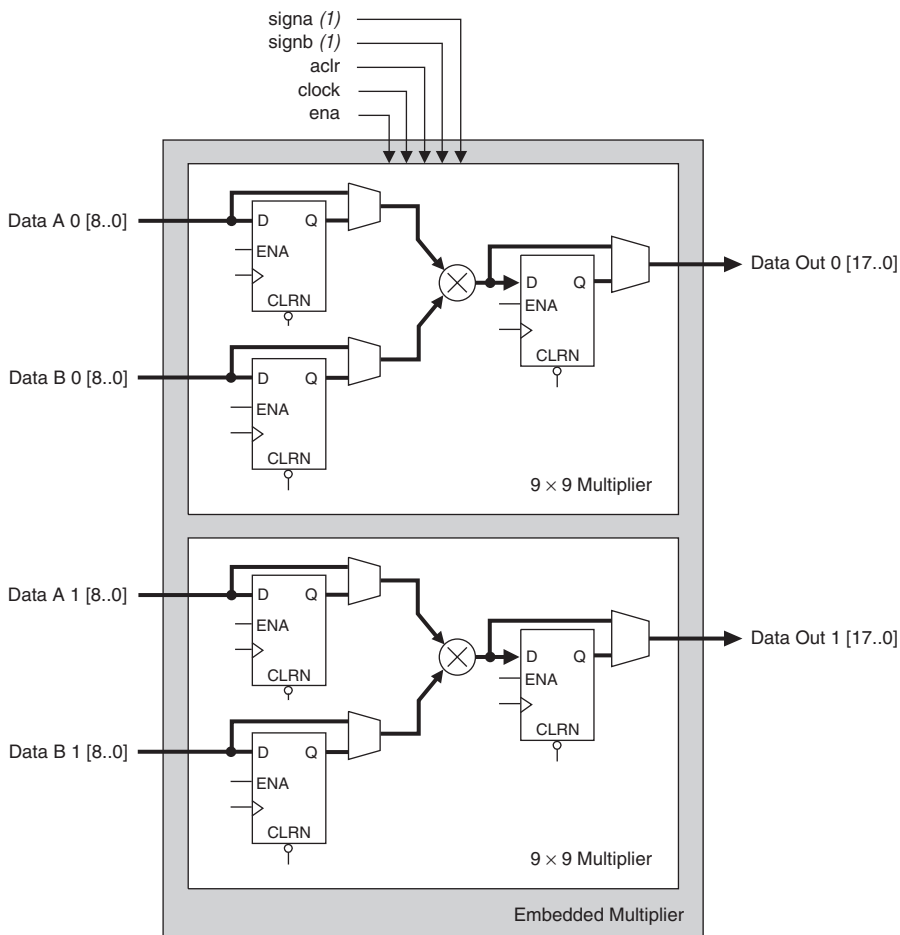 signa (1)
signb (1)
aclr
clock
ena
Data A 0 [8..0]
D Q
ENA
CLRN
Data B 0 [8..0]
D Q
ENA
CLRN
D Q
ENA
CLRN
Data Out 0 [17..0]
9 × 9 Multiplier
Data A 1 [8..0]
D Q
ENA
CLRN
Data B 1 [8..0]
D Q
ENA
CLRN
D Q
ENA
CLRN
Data Out 1 [17..0]
9 × 9 Multiplier
Embedded Multiplier